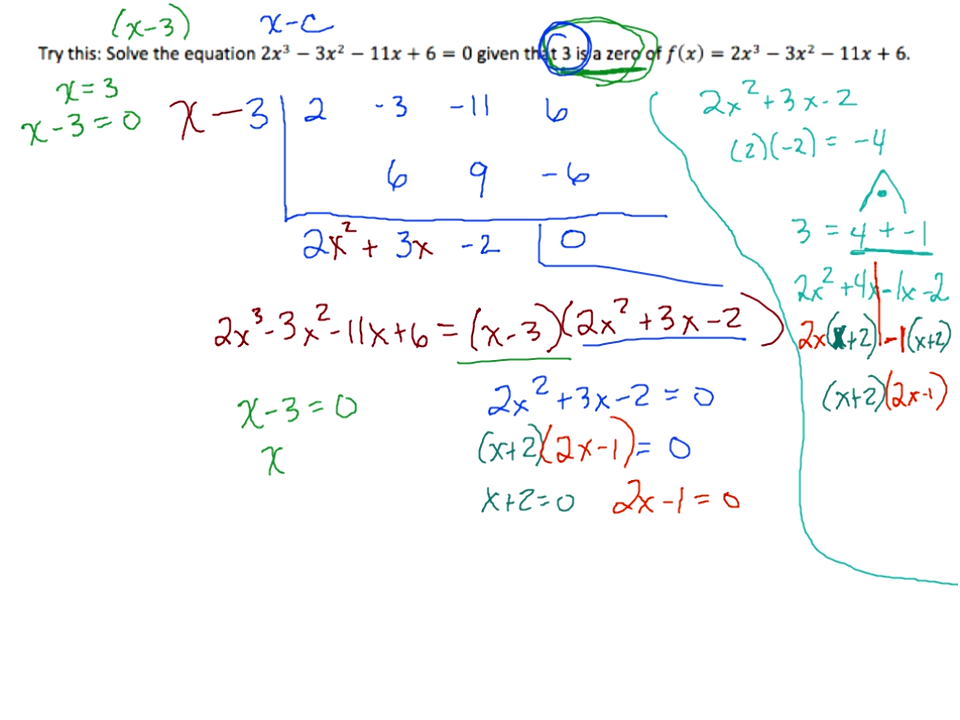 (x-3) x-c
Try this: Solve the equation 2x³ − 3x² − 11x + 6 = 0 given that 3 is a zero of f(x) = 2x³ − 3x² − 11x + 6.
x=3
x-3=0
x-3 2 -3 -11 6
6 9 -6
2x² + 3x -2 0
2x³-3x²-11x+6 = (x-3)(2x²+3x-2)
x-3=0
x
2x²+3x-2=0
(x+2)(2x-1)=0
x+2=0 2x-1=0
2x²+3x-2
(2)(-2) = -4
3 = 4 + -1
2x²+4x-1x-2
2x(x+2)-1(x+2)
(x+2)(2x-1)